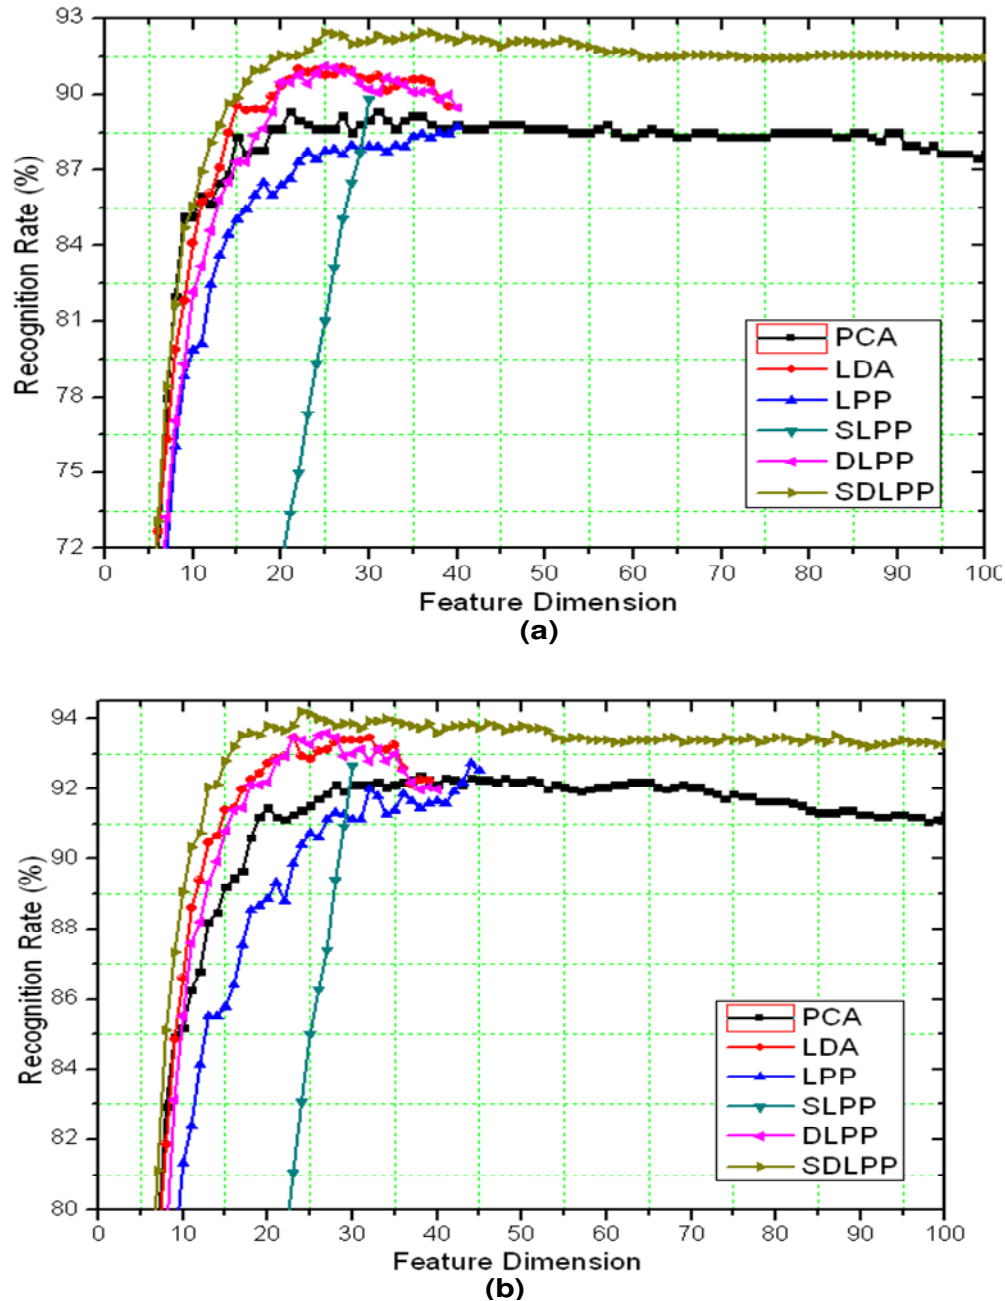 93
90
87
84
81
78
75
72
Recognition Rate (%)
PCA
LDA
LPP
SLPP
DLPP
SDLPP
0 10 20 30 40 50 60 70 80 90 100
Feature Dimension
(a)
94
92
90
88
86
84
82
80
Recognition Rate (%)
PCA
LDA
LPP
SLPP
DLPP
SDLPP
0 10 20 30 40 50 60 70 80 90 100
Feature Dimension
(b)